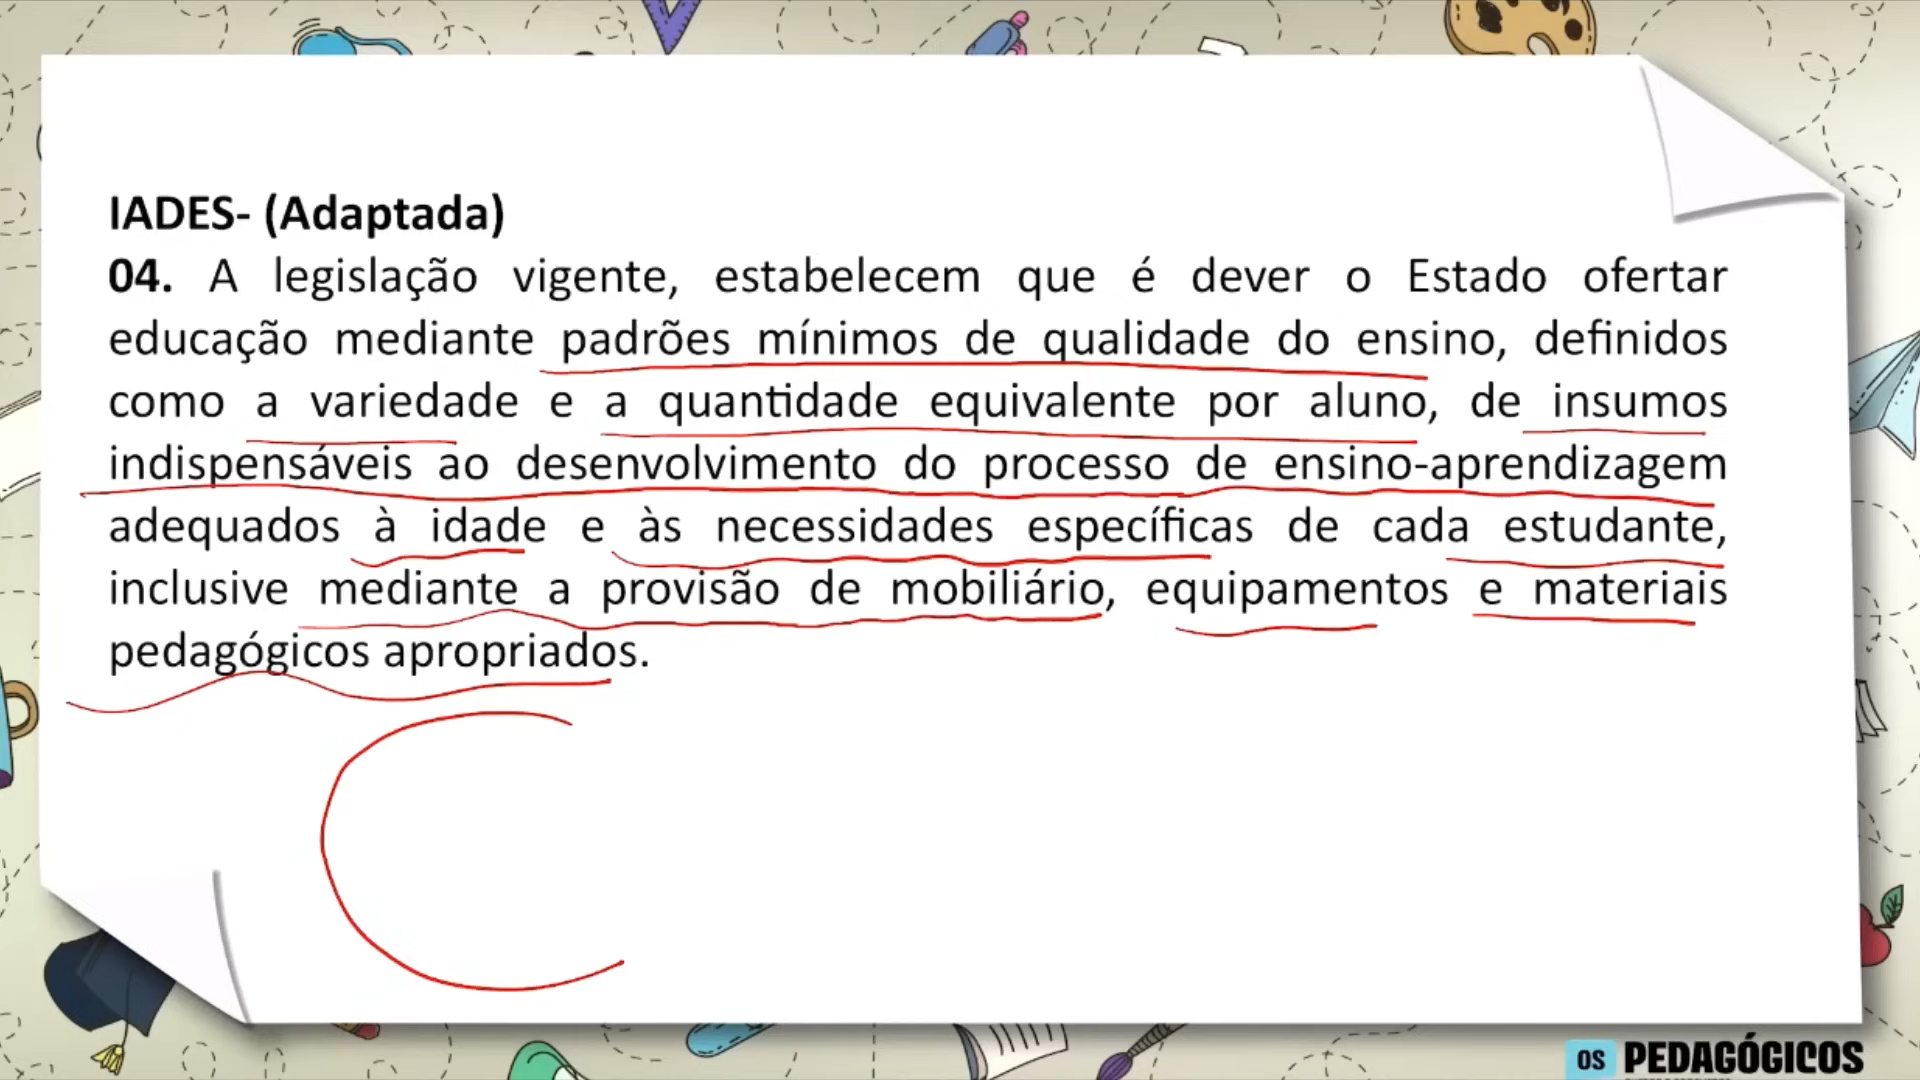 IADES- (Adaptada)
04. A legislação vigente, estabelecem que é dever o Estado ofertar
educação mediante padrões mínimos de qualidade do ensino, definidos
como a variedade e a quantidade equivalente por aluno, de insumos
indispensáveis ao desenvolvimento do processo de ensino-aprendizagem
adequados à idade e às necessidades específicas de cada estudante,
inclusive mediante a provisão de mobiliário, equipamentos e materiais
pedagógicos apropriados.
C
OS PEDAGÓGICOS